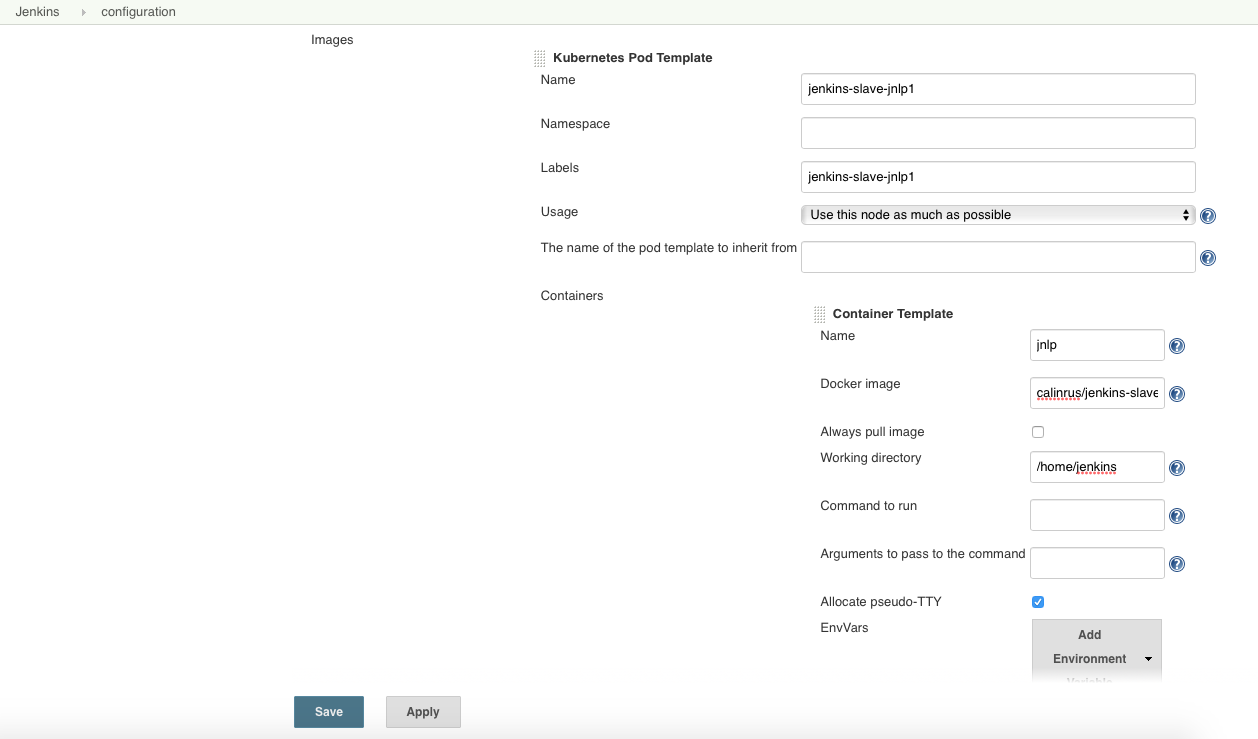 Jenkins configuration
Images
Kubernetes Pod Template
Name
jenkins-slave-jnlp1
Namespace
Labels
jenkins-slave-jnlp1
Usage
Use this node as much as possible
The name of the pod template to inherit from
Containers
Container Template
Name
jnlp
Docker image
calinrus/jenkins-slave
Always pull image
Working directory
/home/jenkins
Command to run
Arguments to pass to the command
Allocate pseudo-TTY
EnvVars
Add
Environment
Variable
Save Apply